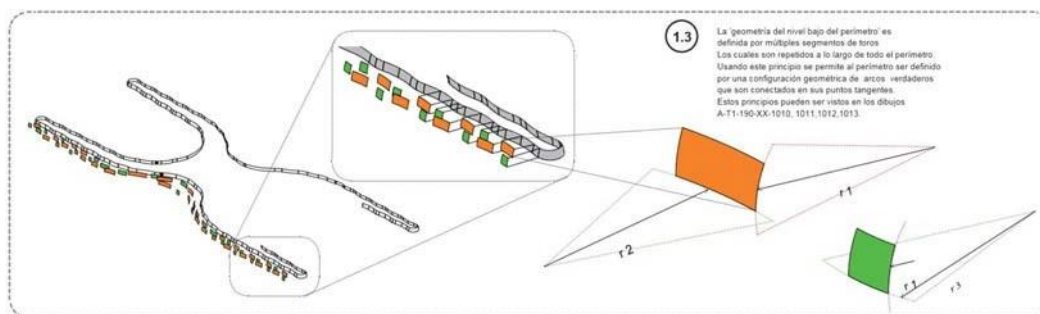 1.3
La 'geometría del nivel bajo del perímetro' es
definida por múltiples segmentos de toros
Los cuales son repetidos a lo largo de todo el perímetro.
Usando este principio se permite al perímetro ser definido
por una configuración geométrica de arcos verdaderos
que son conectados en sus puntos tangentes.
Estos principios pueden ser vistos en los dibujos
A-T1-190-XX-1010, 1011,1012,1013.
r 1
r 2
r 1
r 3